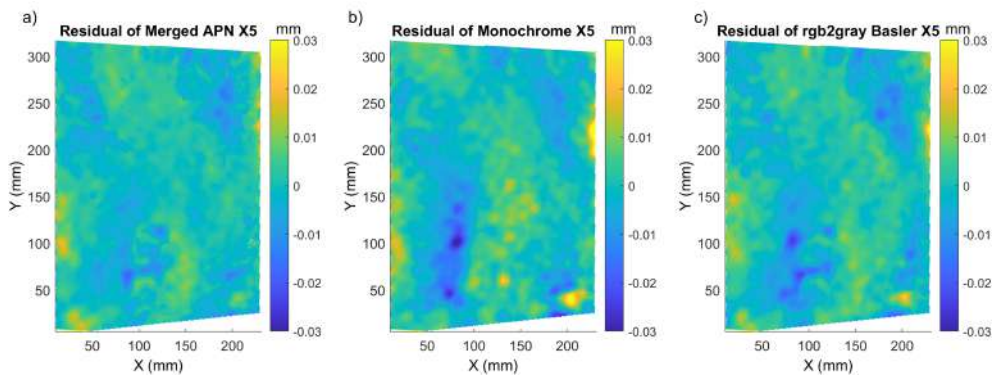 a)
Residual of Merged APN X5
mm
300
250
200
150
100
50
Y (mm)
50 100 150 200
X (mm)
0.03
0.02
0.01
0
-0.01
-0.02
-0.03
b)
Residual of Monochrome X5
mm
300
250
200
150
100
50
Y (mm)
50 100 150 200
X (mm)
0.03
0.02
0.01
0
-0.01
-0.02
-0.03
c)
Residual of rgb2gray Basler X5
mm
300
250
200
150
100
50
Y (mm)
50 100 150 200
X (mm)
0.03
0.02
0.01
0
-0.01
-0.02
-0.03